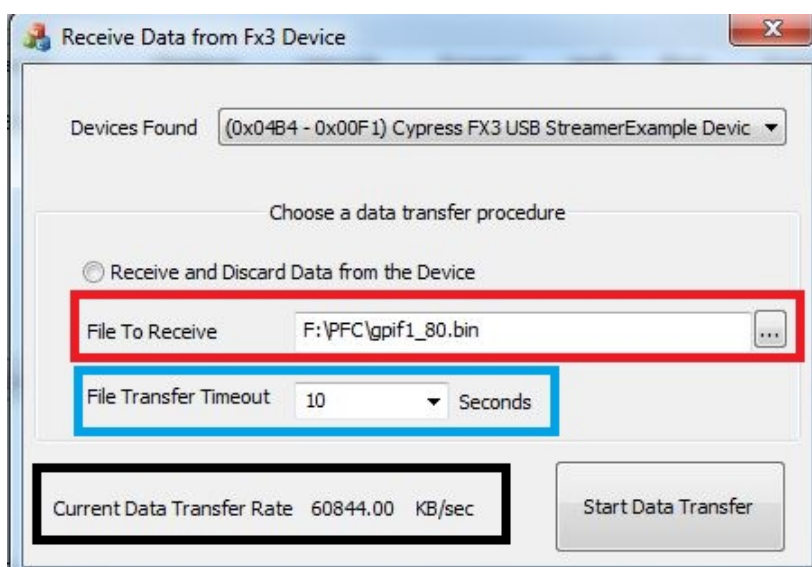 Receive Data from Fx3 Device
Devices Found (0x04B4 - 0x00F1) Cypress FX3 USB StreamerExample Devic
Choose a data transfer procedure
Receive and Discard Data from the Device
File To Receive F:\PFC\gpif1_80.bin ...
File Transfer Timeout 10 Seconds
Current Data Transfer Rate 60844.00 KB/sec Start Data Transfer